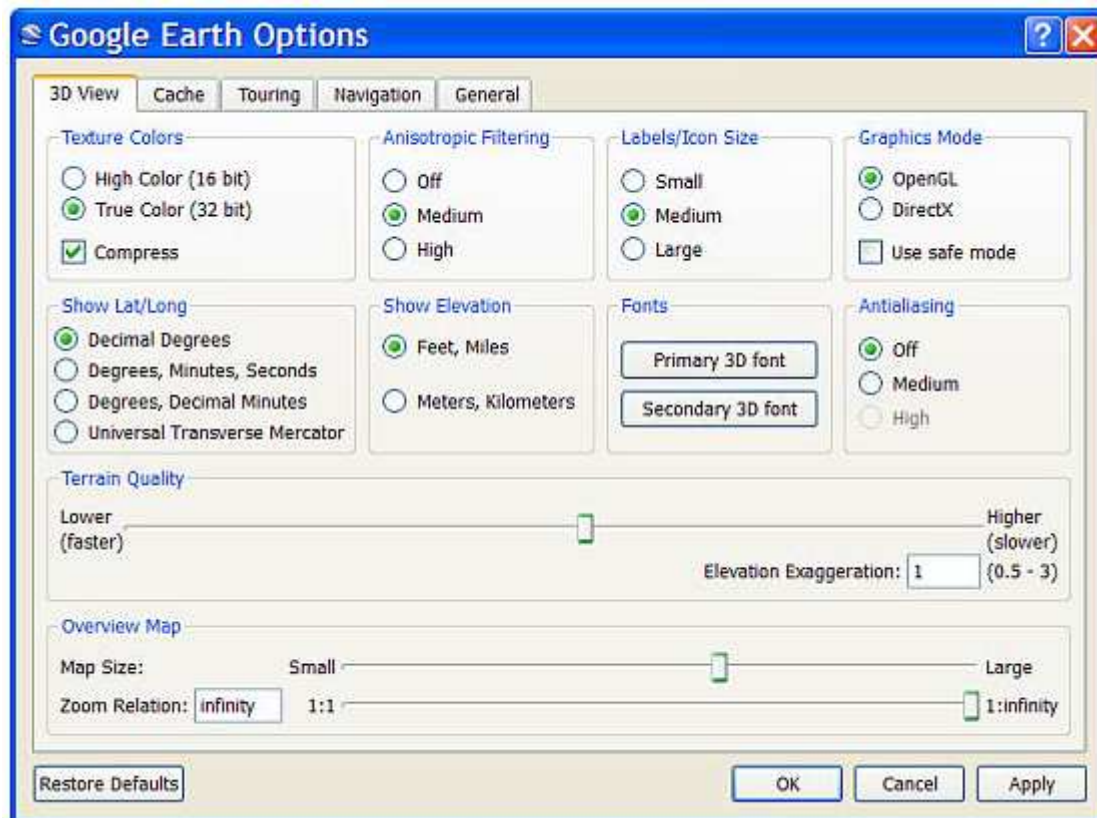 Google Earth Options
3D View Cache Touring Navigation General
Texture Colors
High Color (16 bit)
True Color (32 bit)
Compress
Anisotropic Filtering
Off
Medium
High
Labels/Icon Size
Small
Medium
Large
Graphics Mode
OpenGL
DirectX
Use safe mode
Show Lat/Long
Decimal Degrees
Degrees, Minutes, Seconds
Degrees, Decimal Minutes
Universal Transverse Mercator
Show Elevation
Feet, Miles
Meters, Kilometers
Fonts
Primary 3D font
Secondary 3D font
Antialiasing
Off
Medium
High
Terrain Quality
Lower
(faster)
Higher
(slower)
Elevation Exaggeration: 1 (0.5 - 3)
Overview Map
Map Size: Small Large
Zoom Relation: infinity 1:1 1:infinity
Restore Defaults OK Cancel Apply